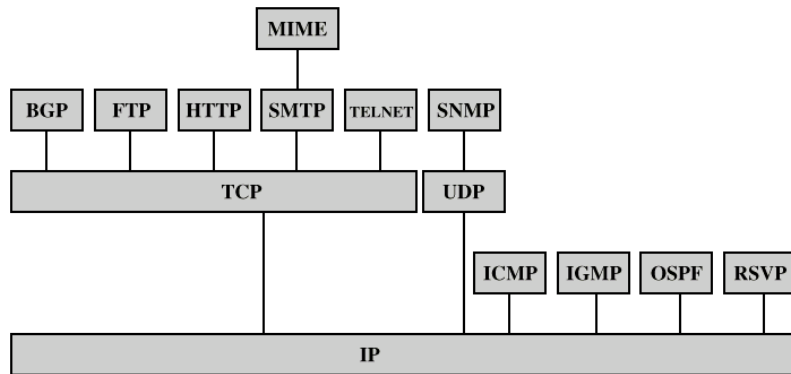 MIME
BGP FTP HTTP SMTP TELNET SNMP
TCP UDP
ICMP IGMP OSPF RSVP
IP